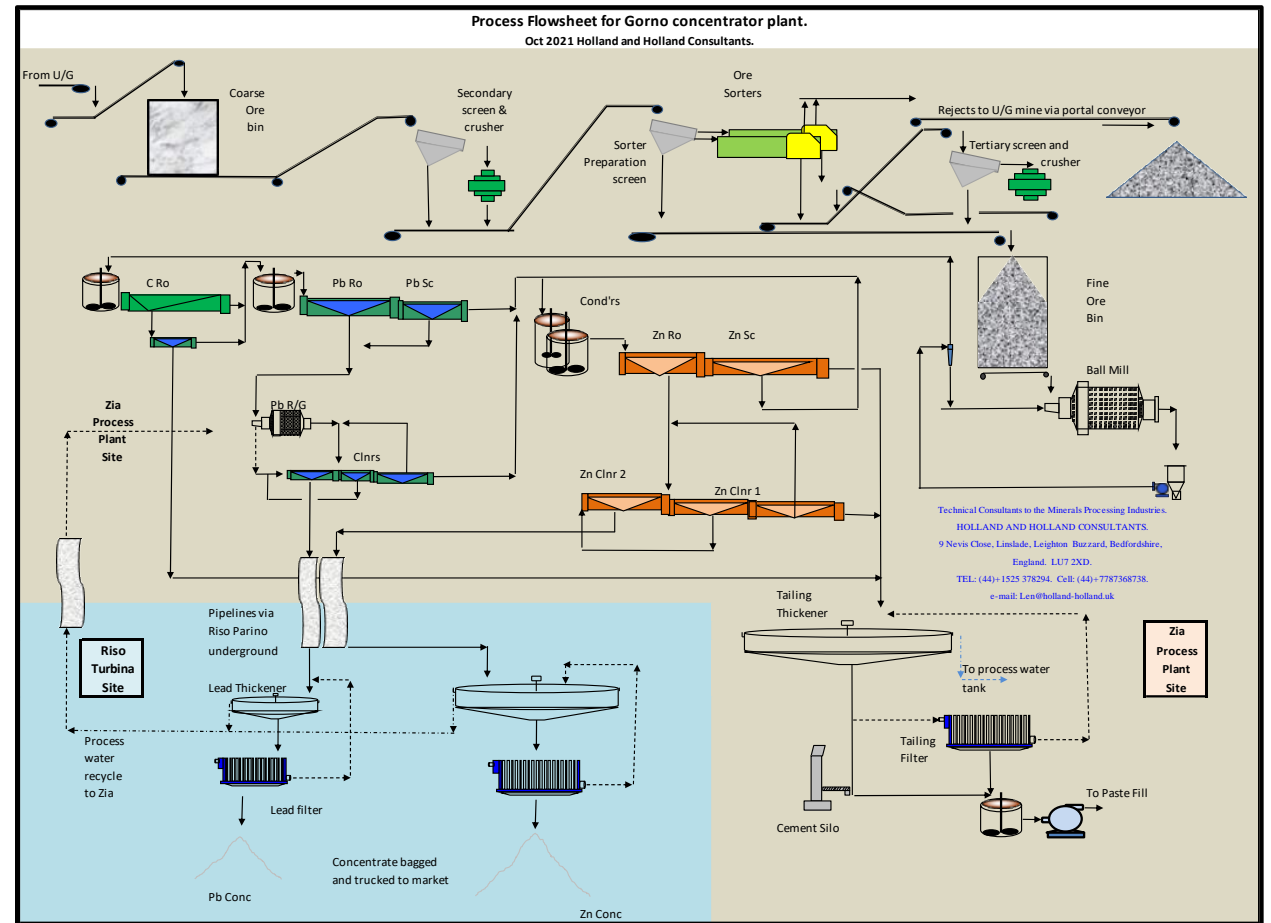 Process Flowsheet for Gorno concentrator plant.
Oct 2021 Holland and Holland Consultants.
From U/G
Coarse
Ore
bin
Secondary
screen &
crusher
Ore
Sorters
Sorter
Preparation
screen
Rejects to U/G mine via portal conveyor
Tertiary screen and
crusher
C Ro
Pb Ro
Pb Sc
Cond'rs
Zn Ro
Zn Sc
Fine
Ore
Bin
Ball Mill
Zia
Process
Plant
Site
Pb R/G
Clnrs
Zn Clnr 2
Zn Clnr 1
Technical Consultants to the Minerals Processing Industries.
HOLLAND AND HOLLAND CONSULTANTS.
9 Nevis Close, Linslade, Leighton Buzzard, Bedfordshire,
England. LU7 2XD.
TEL: (44)+1525 378294. Cell: (44)+7787368738.
e-mail: Len@holland-holland.uk
Pipelines via
Riso Parino
underground
Riso
Turbina
Site
Lead Thickener
Process
water
recycle
to Zia
Lead filter
Concentrate bagged
and trucked to market
Pb Conc
Zn Conc
Tailing
Thickener
To process water
tank
Zia
Process
Plant
Site
Tailing
Filter
Cement Silo
To Paste Fill